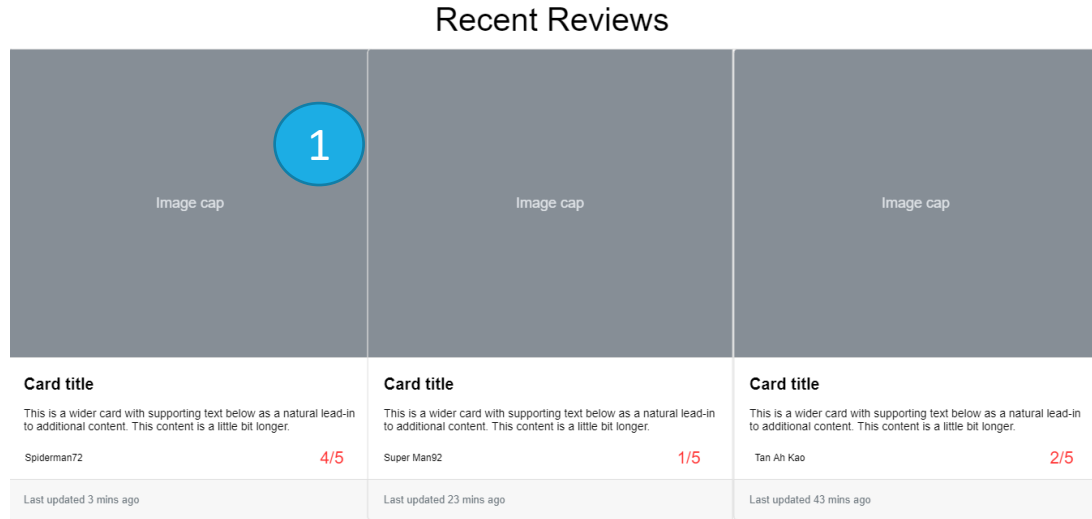 Recent Reviews
1
Image cap
Image cap
Image cap
Card title
This is a wider card with supporting text below as a natural lead-in
to additional content. This content is a little bit longer.
Spiderman72
4/5
Last updated 3 mins ago
Card title
This is a wider card with supporting text below as a natural lead-in
to additional content. This content is a little bit longer.
Super Man92
1/5
Last updated 23 mins ago
Card title
This is a wider card with supporting text below as a natural lead-in
to additional content. This content is a little bit longer.
Tan Ah Kao
2/5
Last updated 43 mins ago